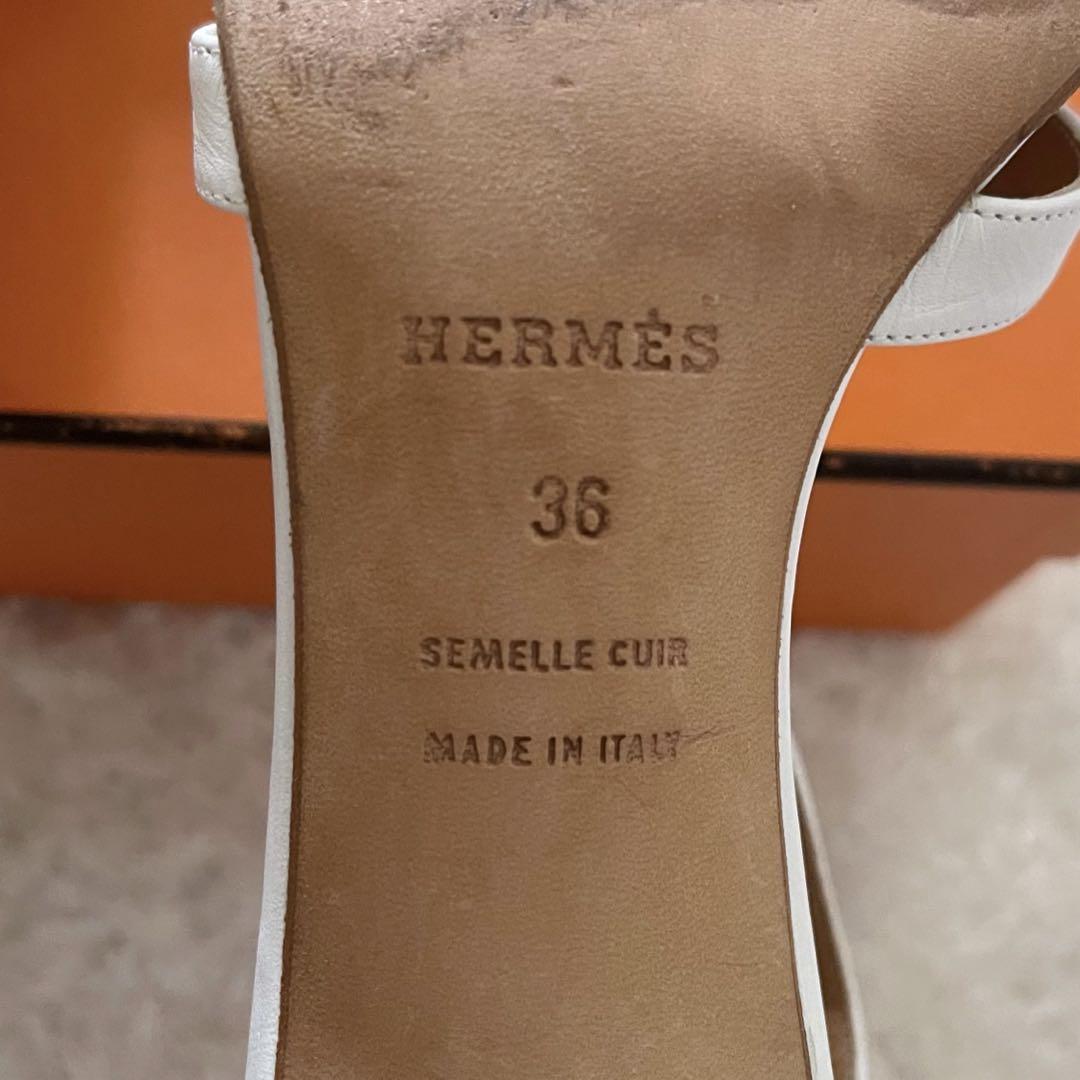 HERMÈS
36
SEMELLE CUIR
MADE IN ITALY